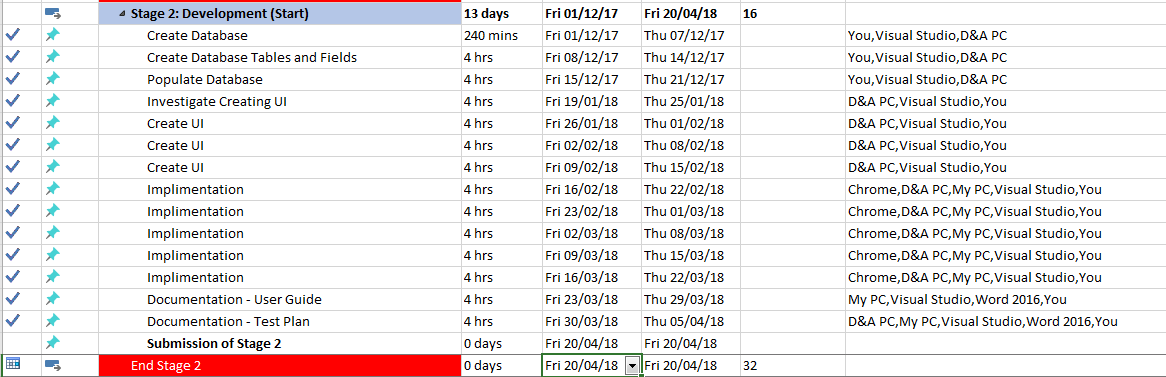 Stage 2: Development (Start) 13 days Fri 01/12/17 Fri 20/04/18 16
Create Database 240 mins Fri 01/12/17 Thu 07/12/17 You,Visual Studio,D&A PC
Create Database Tables and Fields 4 hrs Fri 08/12/17 Thu 14/12/17 You,Visual Studio,D&A PC
Populate Database 4 hrs Fri 15/12/17 Thu 21/12/17 You,Visual Studio,D&A PC
Investigate Creating UI 4 hrs Fri 19/01/18 Thu 25/01/18 D&A PC,Visual Studio,You
Create UI 4 hrs Fri 26/01/18 Thu 01/02/18 D&A PC,Visual Studio,You
Create UI 4 hrs Fri 02/02/18 Thu 08/02/18 D&A PC,Visual Studio,You
Create UI 4 hrs Fri 09/02/18 Thu 15/02/18 D&A PC,Visual Studio,You
Implimentation 4 hrs Fri 16/02/18 Thu 22/02/18 Chrome,D&A PC,My PC,Visual Studio,You
Implimentation 4 hrs Fri 23/02/18 Thu 01/03/18 Chrome,D&A PC,My PC,Visual Studio,You
Implimentation 4 hrs Fri 02/03/18 Thu 08/03/18 Chrome,D&A PC,My PC,Visual Studio,You
Implimentation 4 hrs Fri 09/03/18 Thu 15/03/18 Chrome,D&A PC,My PC,Visual Studio,You
Implimentation 4 hrs Fri 16/03/18 Thu 22/03/18 Chrome,D&A PC,My PC,Visual Studio,You
Documentation - User Guide 4 hrs Fri 23/03/18 Thu 29/03/18 My PC,Visual Studio,Word 2016,You
Documentation - Test Plan 4 hrs Fri 30/03/18 Thu 05/04/18 D&A PC,My PC,Visual Studio,Word 2016,You
Submission of Stage 2 0 days Fri 20/04/18 Fri 20/04/18
End Stage 2 0 days Fri 20/04/18 Fri 20/04/18 32